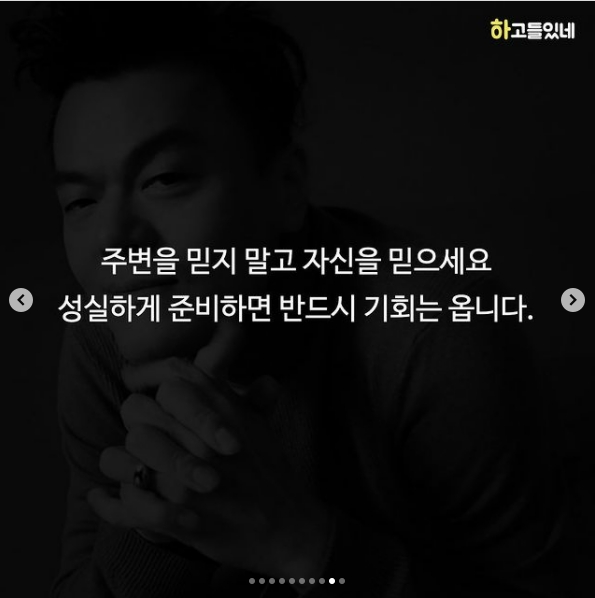 하고들있네
주변을 믿지 말고 자신을 믿으세요
성실하게 준비하면 반드시 기회는 옵니다.